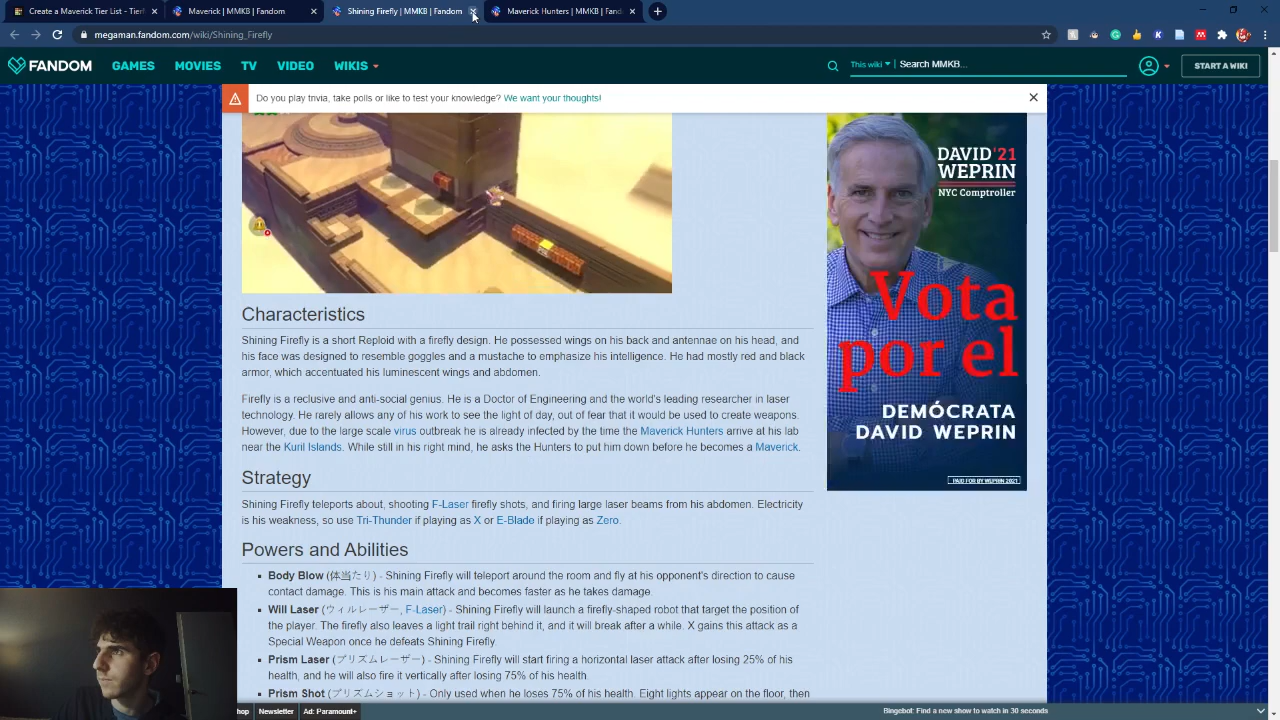 Create a Maverick Tier List - Tierl
Maverick | MMKB | Fandom
Shining Firefly | MMKB | Fandom
Maverick Hunters | MMKB | Fand
megaman.fandom.com/wiki/Shining_Firefly
FANDOM GAMES MOVIES TV VIDEO WIKIS This wiki Search MMKB... START A WIKI
Do you play trivia, take polls or like to test your knowledge? We want your thoughts!
DAVID'21
WEPRIN
NYC Comptroller
Vota
por el
DEMÓCRATA
DAVID WEPRIN
PAID FOR BY WEPRIN 2021
Characteristics
Shining Firefly is a short Reploid with a firefly design. He possessed wings on his back and antennae on his head, and
his face was designed to resemble goggles and a mustache to emphasize his intelligence. He had mostly red and black
armor, which accentuated his luminescent wings and abdomen.
Firefly is a reclusive and anti-social genius. He is a Doctor of Engineering and the world's leading researcher in laser
technology. He rarely allows any of his work to see the light of day, out of fear that it would be used to create weapons.
However, due to the large scale virus outbreak he is already infected by the time the Maverick Hunters arrive at his lab
near the Kuril Islands. While still in his right mind, he asks the Hunters to put him down before he becomes a Maverick.
Strategy
Shining Firefly teleports about, shooting F-Laser firefly shots, and firing large laser beams from his abdomen. Electricity
is his weakness, so use Tri-Thunder if playing as X or E-Blade if playing as Zero.
Powers and Abilities
Body Blow (体当たり) - Shining Firefly will teleport around the room and fly at his opponent's direction to cause
contact damage. This is his main attack and becomes faster as he takes damage.
Will Laser (ウィルレーザー, F-Laser) - Shining Firefly will launch a firefly-shaped robot that target the position of
the player. The firefly also leaves a light trail right behind it, and it will break after a while. X gains this attack as a
Special Weapon once he defeats Shining Firefly.
Prism Laser (プリズムレーザー)- Shining Firefly will start firing a horizontal laser attack after losing 25% of his
health, and he will also fire it vertically after losing 75% of his health.
Prism Shot (プリズムショット) - Only used when he loses 75% of his health. Eight lights appear on the floor, then
hop Newsletter Ad: Paramount+ Bingebot: Find a new show to watch in 30 seconds